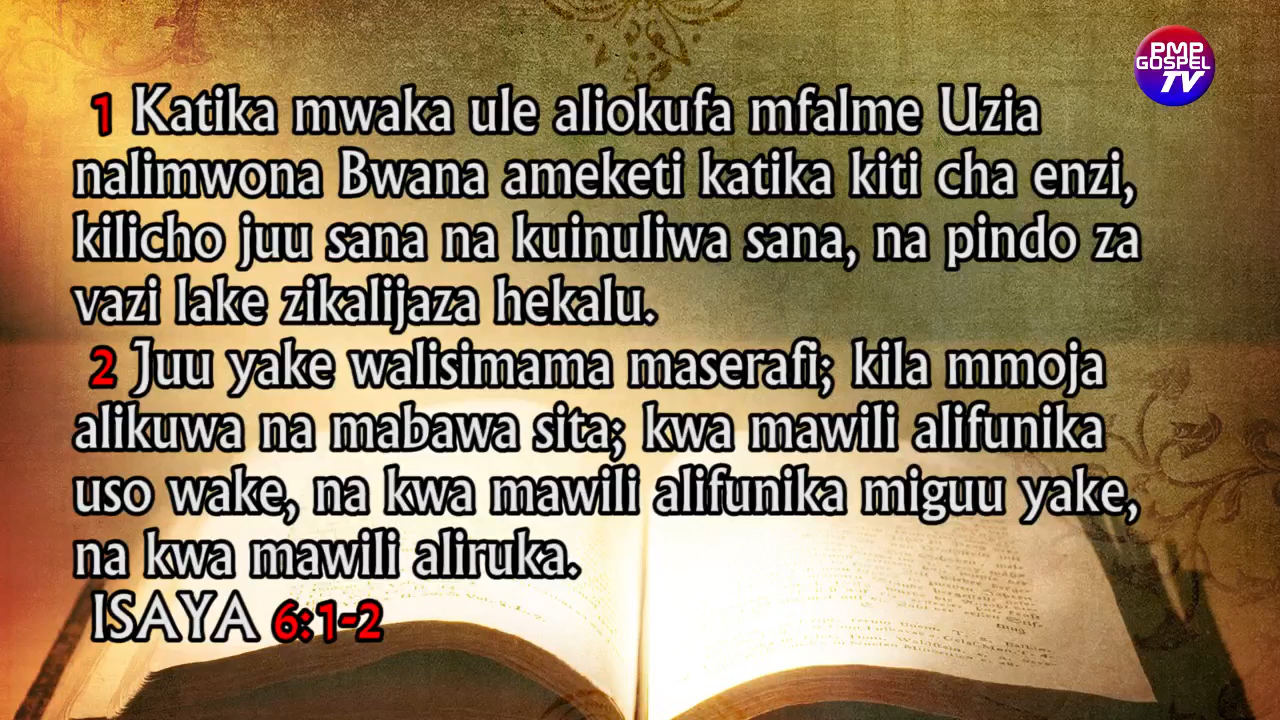 PMP
GOSPEL
TV
1 Katika mwaka ule aliokufa mfalme Uzia
nalimwona Bwana ameketi katika kiti cha enzi,
kilicho juu sana na kuinuliwa sana, na pindo za
vazi lake zikalijaza hekalu.
2 Juu yake walisimama maserafi; kila mmoja
alikuwa na mabawa sita; kwa mawili alifunika
uso wake, na kwa mawili alifunika miguu yake,
na kwa mawili aliruka.
ISAYA 6:1-2